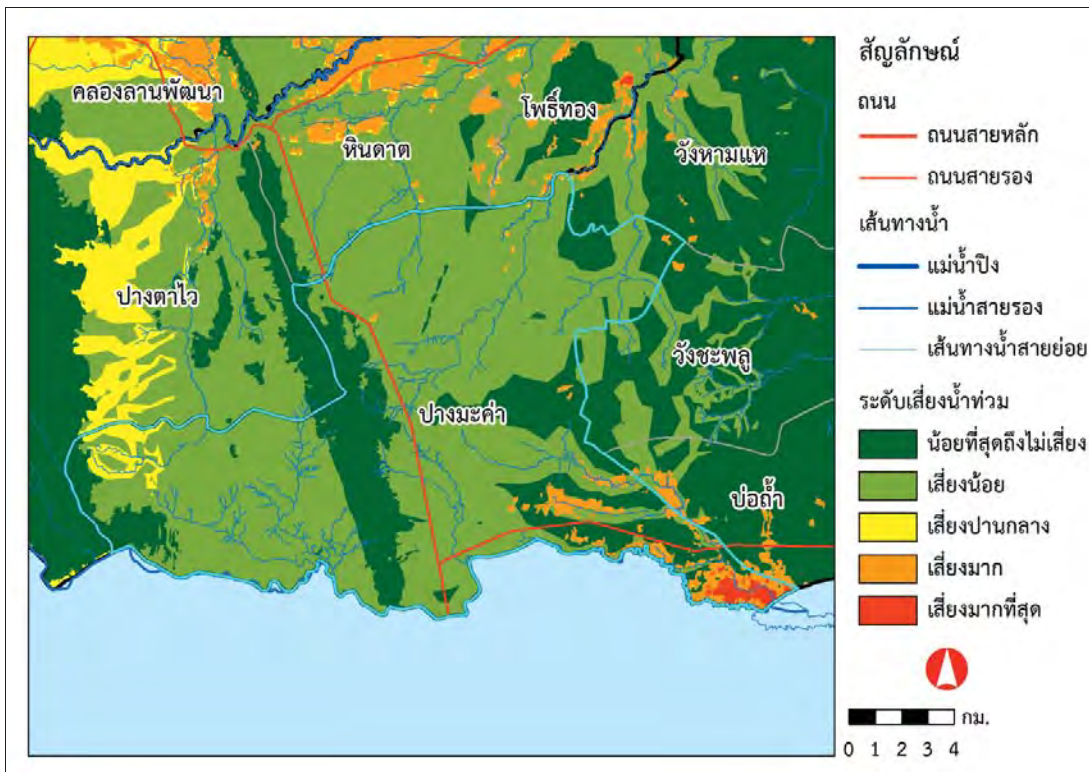 คลองลานพัฒนา
หินดาต
โพธิ์ทอง
วังหามแห
ปางตาไว
ปางมะค่า
วังชะพลู
บ่อถ้ำ
สัญลักษณ์
ถนน
ถนนสายหลัก
ถนนสายรอง
เส้นทางน้ำ
แม่น้ำปิง
แม่น้ำสายรอง
เส้นทางน้ำสายย่อย
ระดับเสี่ยงน้ำท่วม
น้อยที่สุดถึงไม่เสี่ยง
เสี่ยงน้อย
เสี่ยงปานกลาง
เสี่ยงมาก
เสี่ยงมากที่สุด
กม.
0 1 2 3 4